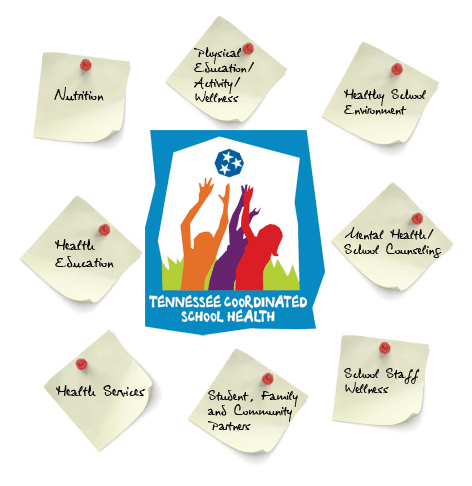 Nutrition
Physical
Education/
Activity/
Wellness
Healthy School
Environment
Health
Education
TENNESSEE COORDINATED
SCHOOL HEALTH
Mental Health/
School Counseling
Health Services
Student, Family
and Community
Partners
School Staff
Wellness